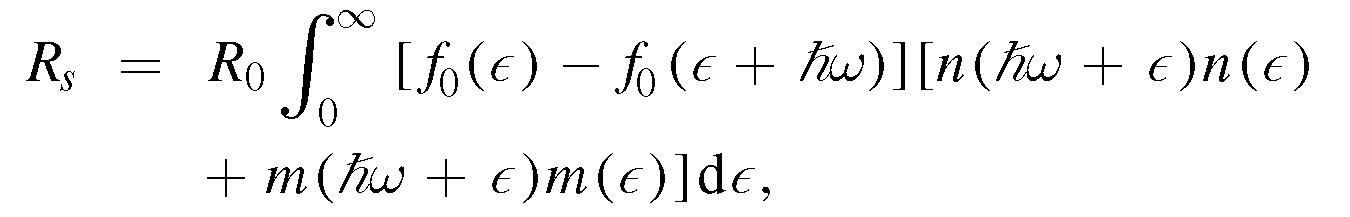 R_s = R_0 ∫_0^∞ [f_0(ϵ) − f_0(ϵ + ℏω)][n(ℏω + ϵ)n(ϵ)
+ m(ℏω + ϵ)m(ϵ)]dϵ,